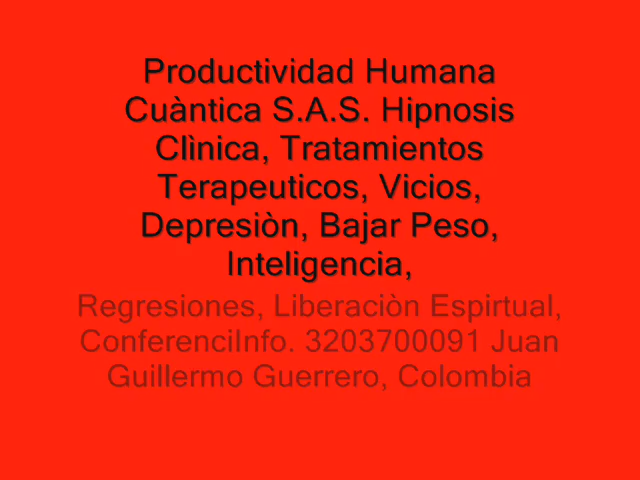 Productividad Humana
Cuàntica S.A.S. Hipnosis
Clìnica, Tratamientos
Terapeuticos, Vicios,
Depresiòn, Bajar Peso,
Inteligencia,
Regresiones, Liberaciòn Espirtual,
ConferenciInfo. 3203700091 Juan
Guillermo Guerrero, Colombia